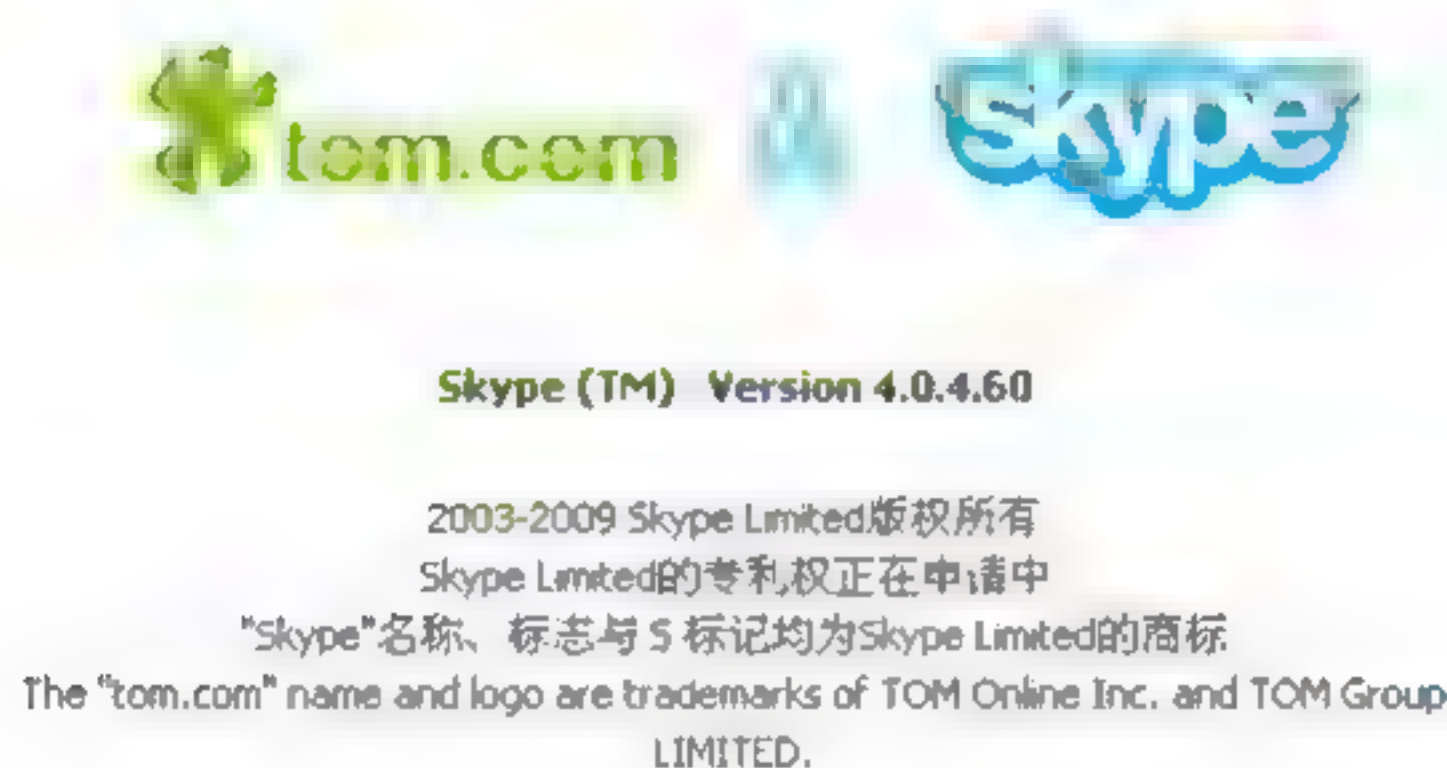 tom.com skype
Skype (TM) Version 4.0.4.60
2003-2009 Skype Limited版权所有
Skype Limited的专利权正在申请中
"Skype"名称、标志与 S 标记均为Skype Limited的商标
The "tom.com" name and logo are trademarks of TOM Online Inc. and TOM Group
LIMITED.